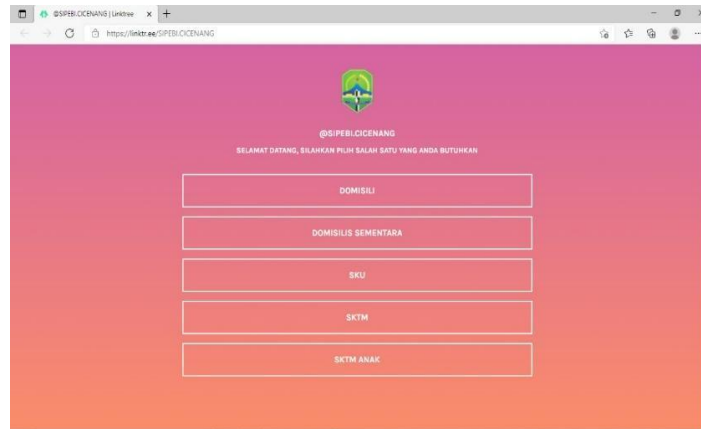 @SIPEBI.CICENANG | Linktree
https://linktr.ee/SIPEBI.CICENANG
@SIPEBI.CICENANG
SELAMAT DATANG, SILAHKAN PILIH SALAH SATU YANG ANDA BUTUHKAN
DOMISILI
DOMISILIS SEMENTARA
SKU
SKTM
SKTM ANAK